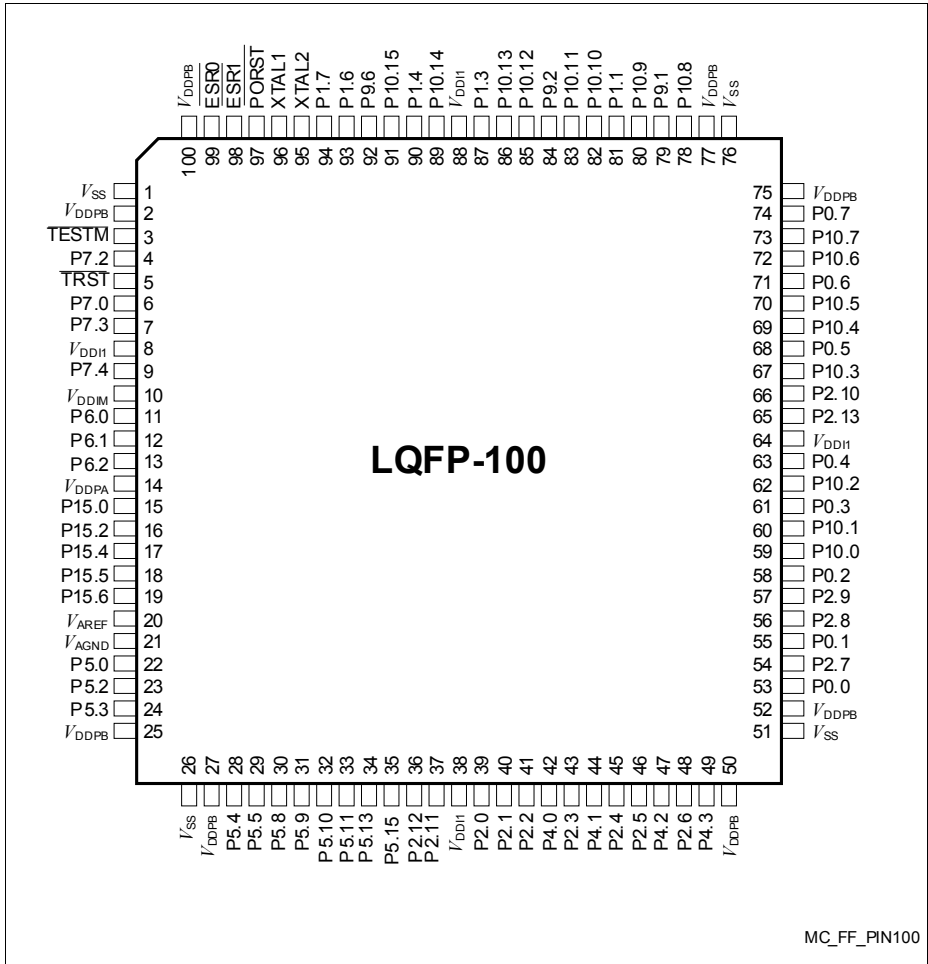 VDDPB
ESR0
ESR1
PORST
XTAL1
XTAL2
P1.7
P1.6
P9.6
P10.15
P1.4
P10.14
VDDI1
P1.3
P10.13
P10.12
P9.2
P10.11
P10.10
P1.1
P10.9
P9.1
P10.8
VDDPB
VSS
100 99 98 97 96 95 94 93 92 91 90 89 88 87 86 85 84 83 82 81 80 79 78 77 76
VSS 1
VDDPB 2
TESTM 3
P7.2 4
TRST 5
P7.0 6
P7.3 7
VDDI1 8
P7.4 9
VDDIM 10
P6.0 11
P6.1 12
P6.2 13
VDDPA 14
P15.0 15
P15.2 16
P15.4 17
P15.5 18
P15.6 19
VAREF 20
VAGND 21
P5.0 22
P5.2 23
P5.3 24
VDDPB 25
LQFP-100
75 VDDPB
74 P0.7
73 P10.7
72 P10.6
71 P0.6
70 P10.5
69 P10.4
68 P0.5
67 P10.3
66 P2.10
65 P2.13
64 VDDI1
63 P0.4
62 P10.2
61 P0.3
60 P10.1
59 P10.0
58 P0.2
57 P2.9
56 P2.8
55 P0.1
54 P2.7
53 P0.0
52 VDDPB
51 VSS
26 27 28 29 30 31 32 33 34 35 36 37 38 39 40 41 42 43 44 45 46 47 48 49 50
VSS
VDDPB
P5.4
P5.5
P5.8
P5.9
P5.10
P5.11
P5.13
P5.15
P2.12
P2.11
VDDI1
P2.0
P2.1
P2.2
P4.0
P2.3
P4.1
P2.4
P2.5
P4.2
P2.6
P4.3
VDDPB
MC_FF_PIN100